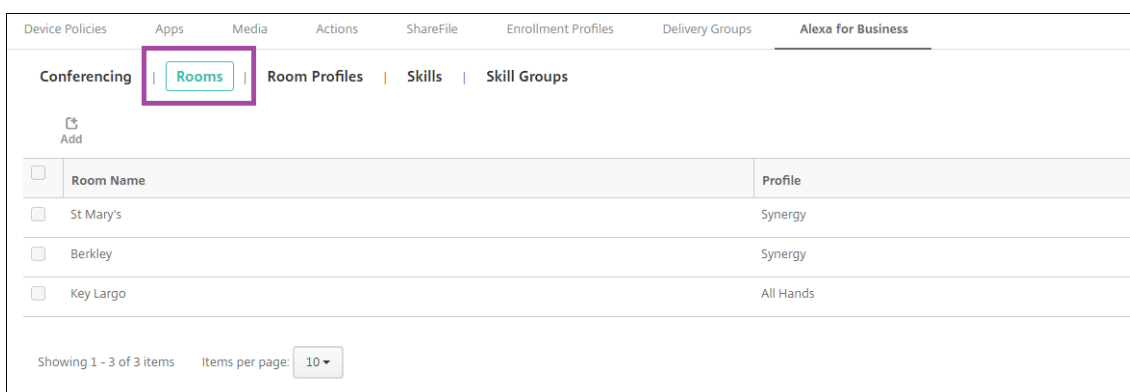 Device Policies Apps Media Actions ShareFile Enrollment Profiles Delivery Groups Alexa for Business
Conferencing | Rooms | Room Profiles | Skills | Skill Groups
Add
Room Name Profile
St Mary's Synergy
Berkley Synergy
Key Largo All Hands
Showing 1 - 3 of 3 items Items per page: 10